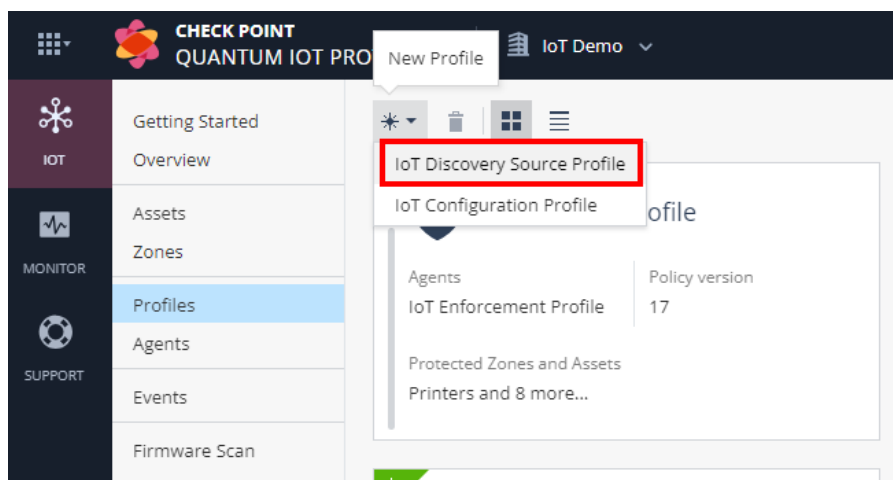 CHECK POINT
QUANTUM IOT PRO
New Profile
IoT Demo
IOT
MONITOR
SUPPORT
Getting Started
Overview
Assets
Zones
Profiles
Agents
Events
Firmware Scan
IoT Discovery Source Profile
IoT Configuration Profile
ofile
Agents
IoT Enforcement Profile
Policy version
17
Protected Zones and Assets
Printers and 8 more...